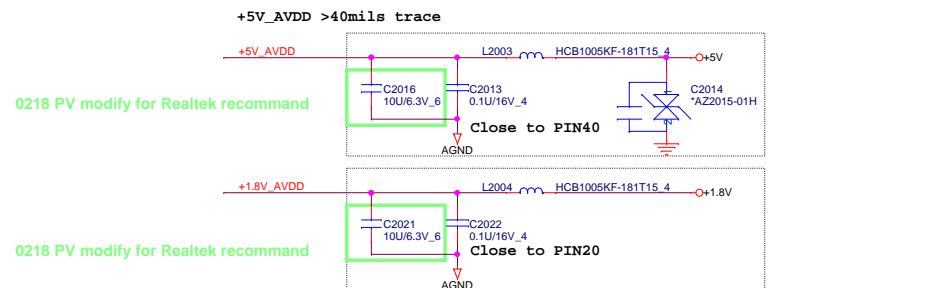 +5V_AVDD >40mils trace
+5V_AVDD
L2003
HCB1005KF-181T15_4
+5V
C2016
10U/6.3V_6
C2013
0.1U/16V_4
C2014
*AZ2015-01H
1
2
0218 PV modify for Realtek recommand
Close to PIN40
AGND
+1.8V_AVDD
L2004
HCB1005KF-181T15_4
+1.8V
C2021
10U/6.3V_6
C2022
0.1U/16V_4
0218 PV modify for Realtek recommand
Close to PIN20
AGND